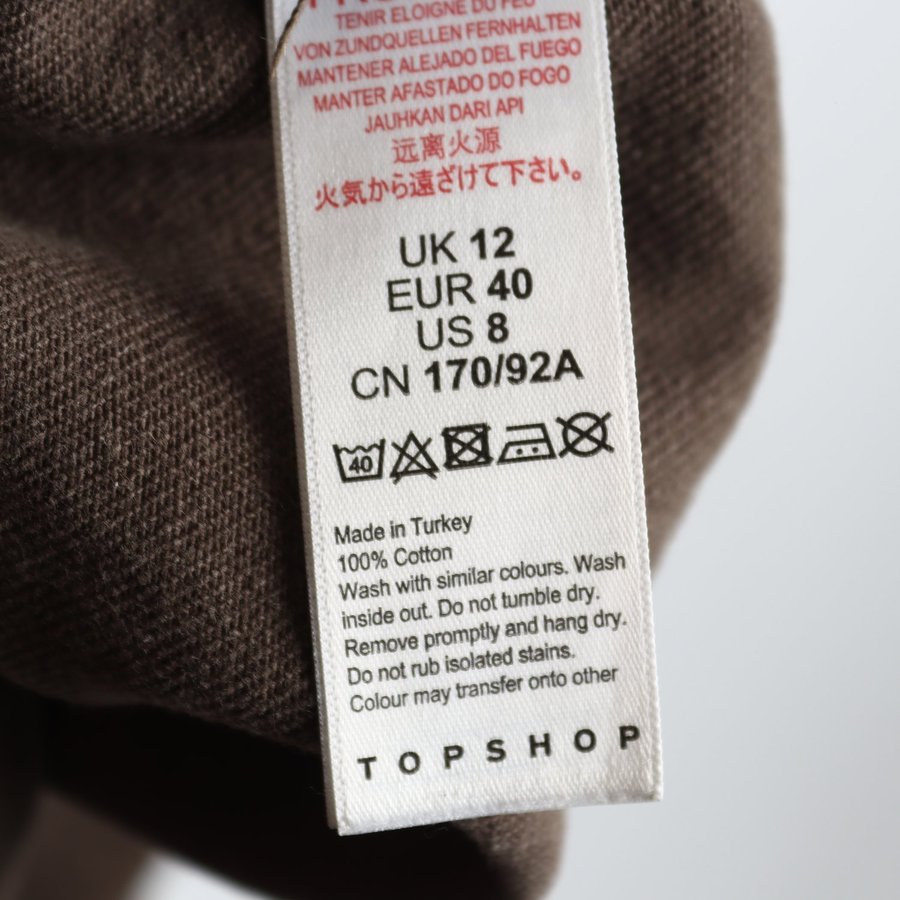 TENIR ELOIGNE DU FEU
VON ZUNDQUELLEN FERNHALTEN
MANTENER ALEJADO DEL FUEGO
MANTER AFASTADO DO FOGO
JAUHKAN DARI API
远离火源
火気から遠ざけて下さい。
UK 12
EUR 40
US 8
CN 170/92A
40
Made in Turkey
100% Cotton
Wash with similar colours. Wash
inside out. Do not tumble dry.
Remove promptly and hang dry.
Do not rub isolated stains.
Colour may transfer onto other
TOPSHOP